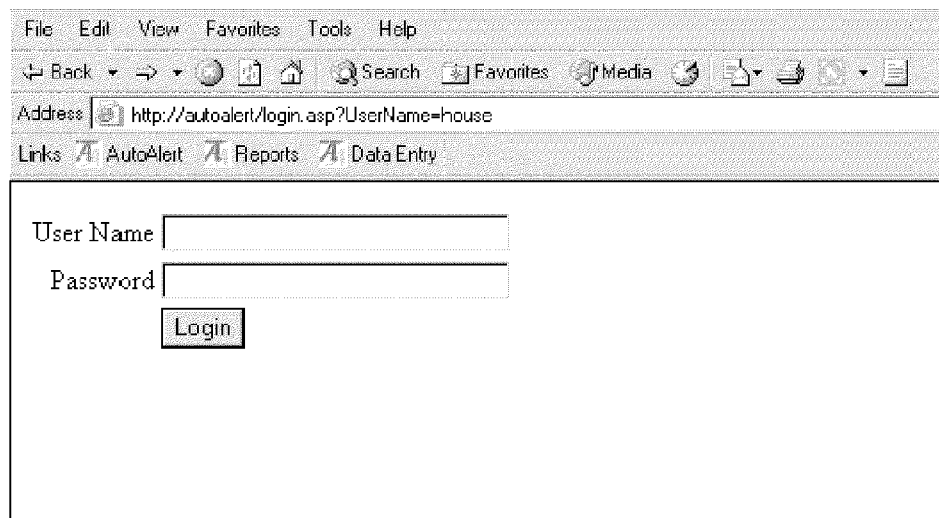 File Edit View Favorites Tools Help
Back Search Favorites Media
Address http://autoalert/login.asp?UserName=house
Links AutoAlert Reports Data Entry
User Name
Password
Login